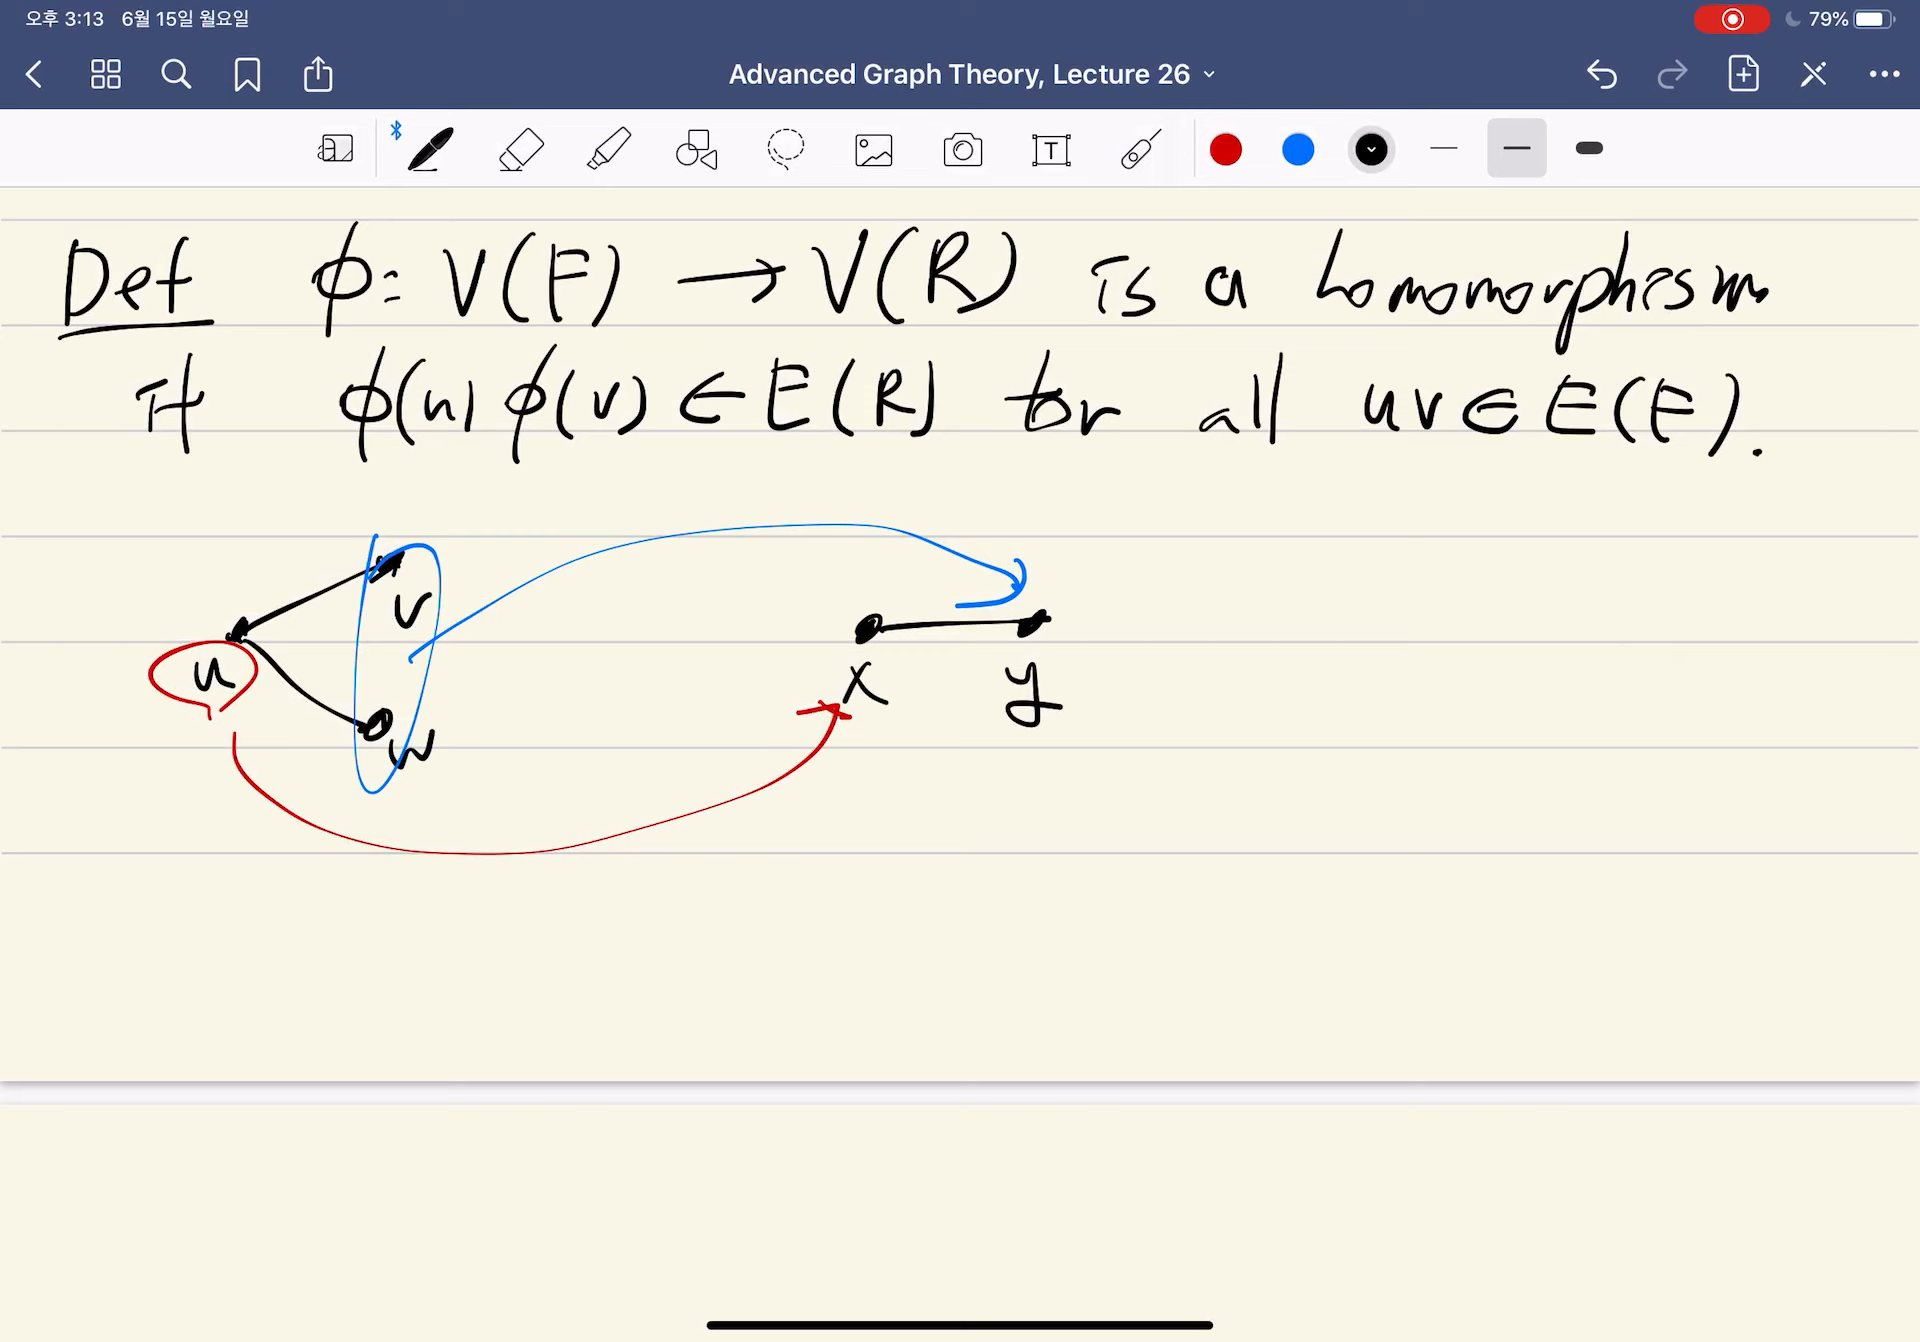 오후 3:13 6월 15일 월요일
79%
Advanced Graph Theory, Lecture 26
Def ϕ: V(F) → V(R) is a homomorphism
if ϕ(u) ϕ(v) ∈ E(R) for all uv ∈ E(F).
v
u
w
x y